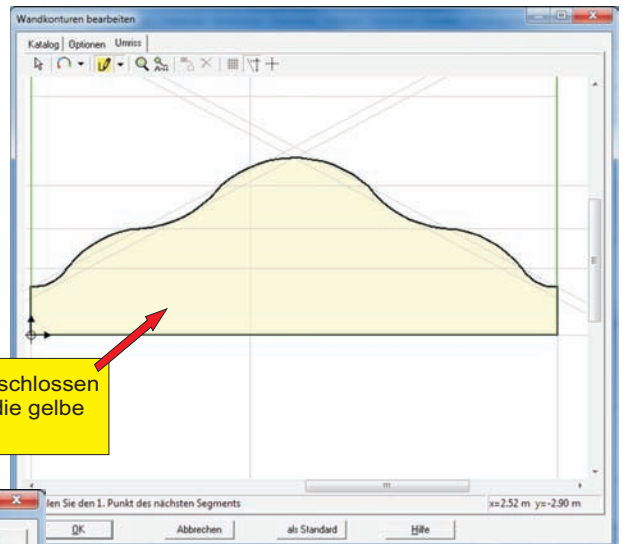 Wandkonturen bearbeiten
Katalog Optionen Umriss
schlossen
die gelbe
len Sie den 1. Punkt des nächsten Segments
x=2.52 m y=-2.90 m
OK Abbrechen als Standard Hilfe